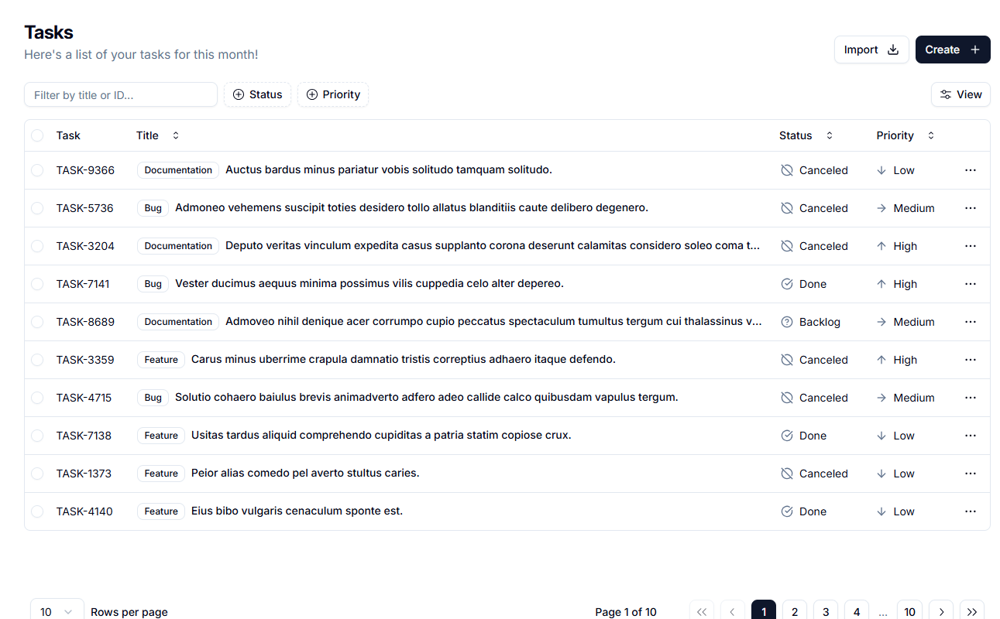 Tasks
Here's a list of your tasks for this month!
Import
Create
Filter by title or ID...
Status
Priority
View
Task Title Status Priority
TASK-9366 Documentation Auctus bardus minus pariatur vobis solitudo tamquam solitudo. Canceled Low
TASK-5736 Bug Admoneo vehemens suscipit toties desidero tollo allatus blanditiis caute delibero degenero. Canceled Medium
TASK-3204 Documentation Deputo veritas vinculum expedita casus supplanto corona deserunt calamitas considero soleo coma t... Canceled High
TASK-7141 Bug Vester ducimus aequus minima possimus vilis cuppedia celo alter depereo. Done High
TASK-8689 Documentation Admoveo nihil denique acer corrumpo cupio peccatus spectaculum tumultus tergum cui thalassinus v... Backlog Medium
TASK-3359 Feature Carus minus uberrime crapula damnatio tristis correptius adhaero itaque defendo. Canceled High
TASK-4715 Bug Solutio cohaero baiulus brevis animadverto adfero adeo callide calco quibusdam vapulus tergum. Canceled Medium
TASK-7138 Feature Usitas tardus aliquid comprehendo cupiditas a patria statim copiose crux. Done Low
TASK-1373 Feature Peior alias comedo pel averto stultus caries. Canceled Low
TASK-4140 Feature Eius bibo vulgaris cenaculum sponte est. Done Low
10 Rows per page Page 1 of 10 1 2 3 4 ... 10